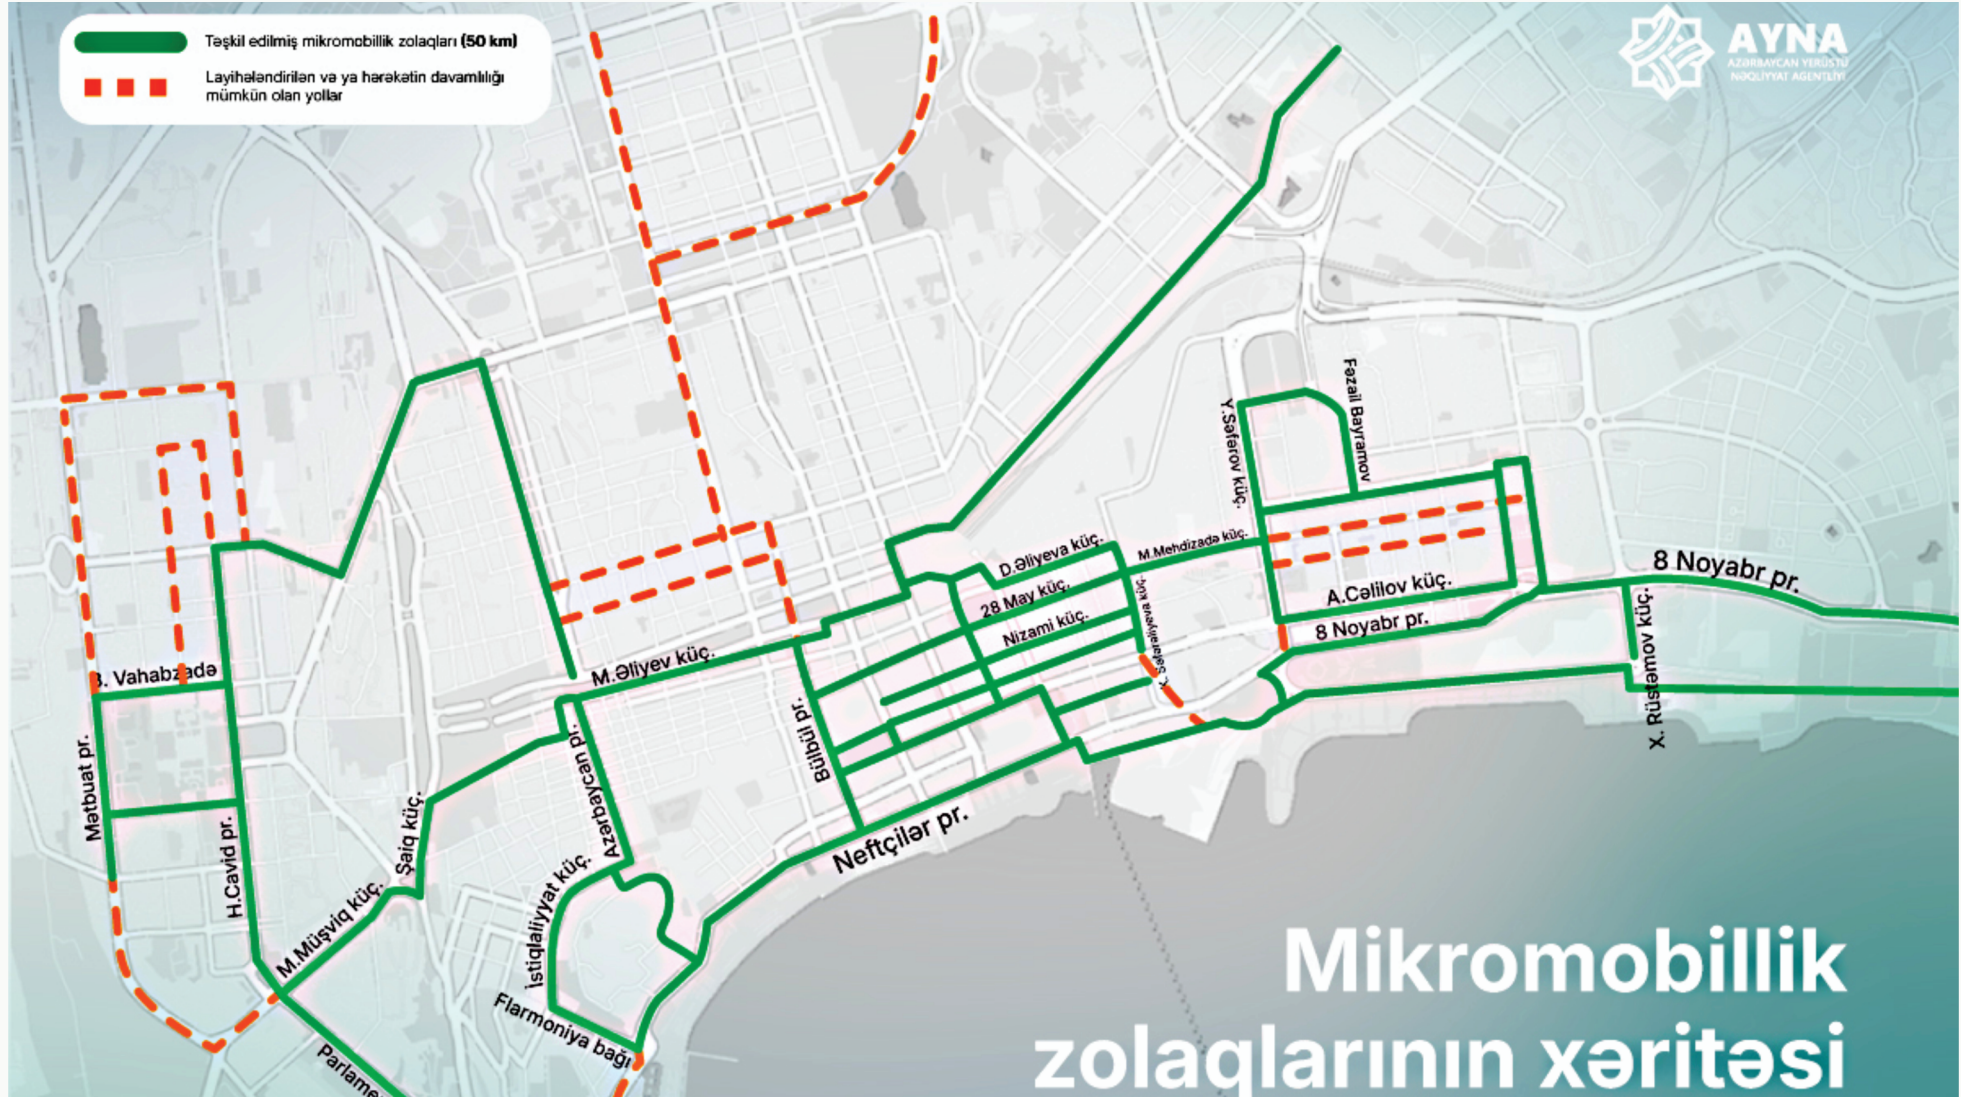 Təşkil edilmiş mikromobillik zolaqları (50 km)
Layihələndirilən və ya hərəkətin davamlılığı
mümkün olan yollar
AYNA
AZƏRBAYCAN YERÜSTÜ
NƏQLİYYAT AGENTLİYİ
Fəzail Bayramov
Y.Səfərov küç.
D.Əliyeva küç.
M.Mehdizadə küç.
28 May küç.
Nizami küç.
A.Cəlilov küç.
8 Noyabr pr.
8 Noyabr pr.
X. Rüstəmov küç.
B. Vahabzadə
M.Əliyev küç.
Bülbül pr.
Azərbaycan pr.
Mətbuat pr.
H.Cavid pr.
Şaiq küç.
M.Müşviq küç.
İstiqlaliyyat küç.
Neftçilər pr.
Flarmoniya bağı
Parlame
Mikromobillik
zolaqlarının xəritəsi